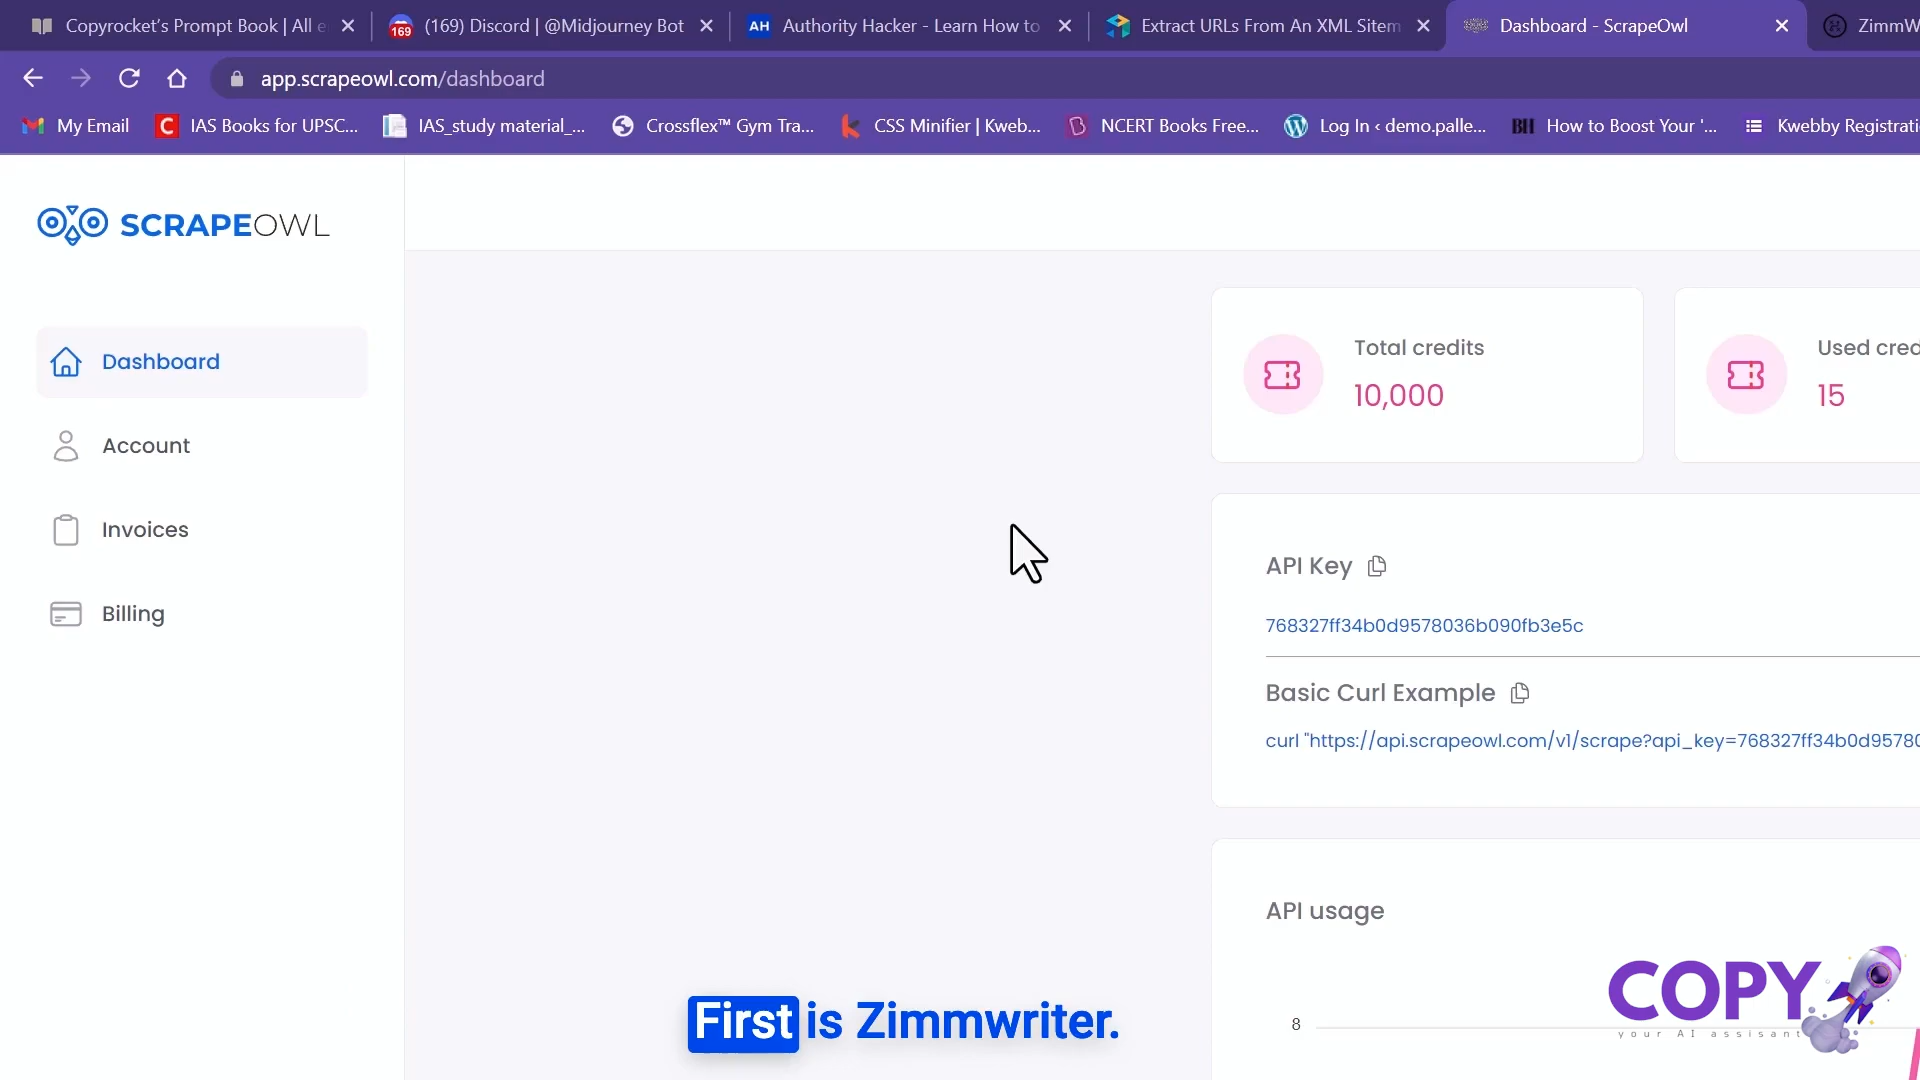 Copyrocket's Prompt Book | All e
(169) Discord | @Midjourney Bot
AH Authority Hacker - Learn How to
Extract URLs From An XML Sitem
Dashboard - ScrapeOwl
ZimmW
app.scrapeowl.com/dashboard
My Email
IAS Books for UPSC...
IAS_study material_...
Crossflex™ Gym Tra...
CSS Minifier | Kweb...
NCERT Books Free...
Log In ‹ demo.palle...
BH How to Boost Your '...
Kwebby Registrati
SCRAPEOWL
Dashboard
Account
Invoices
Billing
Total credits
10,000
Used cred
15
API Key
768327ff34b0d9578036b090fb3e5c
Basic Curl Example
curl "https://api.scrapeowl.com/v1/scrape?api_key=768327ff34b0d95780
API usage
8
First is Zimmwriter.
COPY
your AI assisant